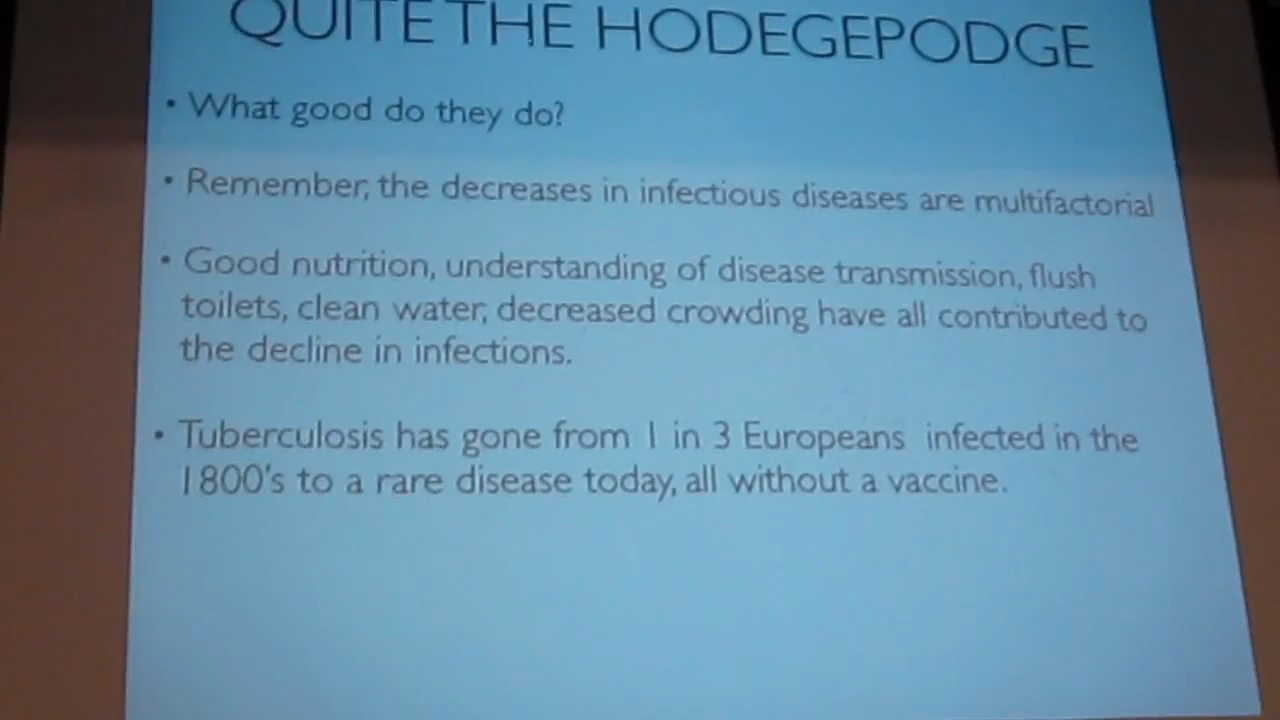 QUITE THE HODEGEPODGE
• What good do they do?
• Remember, the decreases in infectious diseases are multifactorial
• Good nutrition, understanding of disease transmission, flush
toilets, clean water, decreased crowding have all contributed to
the decline in infections.
• Tuberculosis has gone from 1 in 3 Europeans infected in the
1800's to a rare disease today, all without a vaccine.